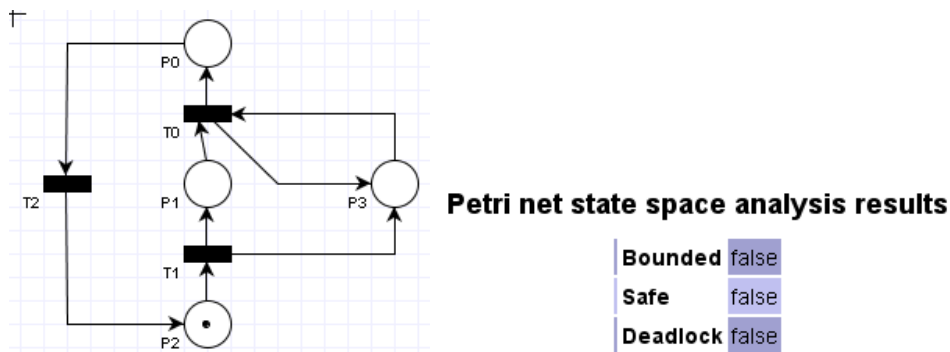 P0
T0
T2
P1
P3
Petri net state space analysis results
Bounded false
T1
Safe false
P2
Deadlock false